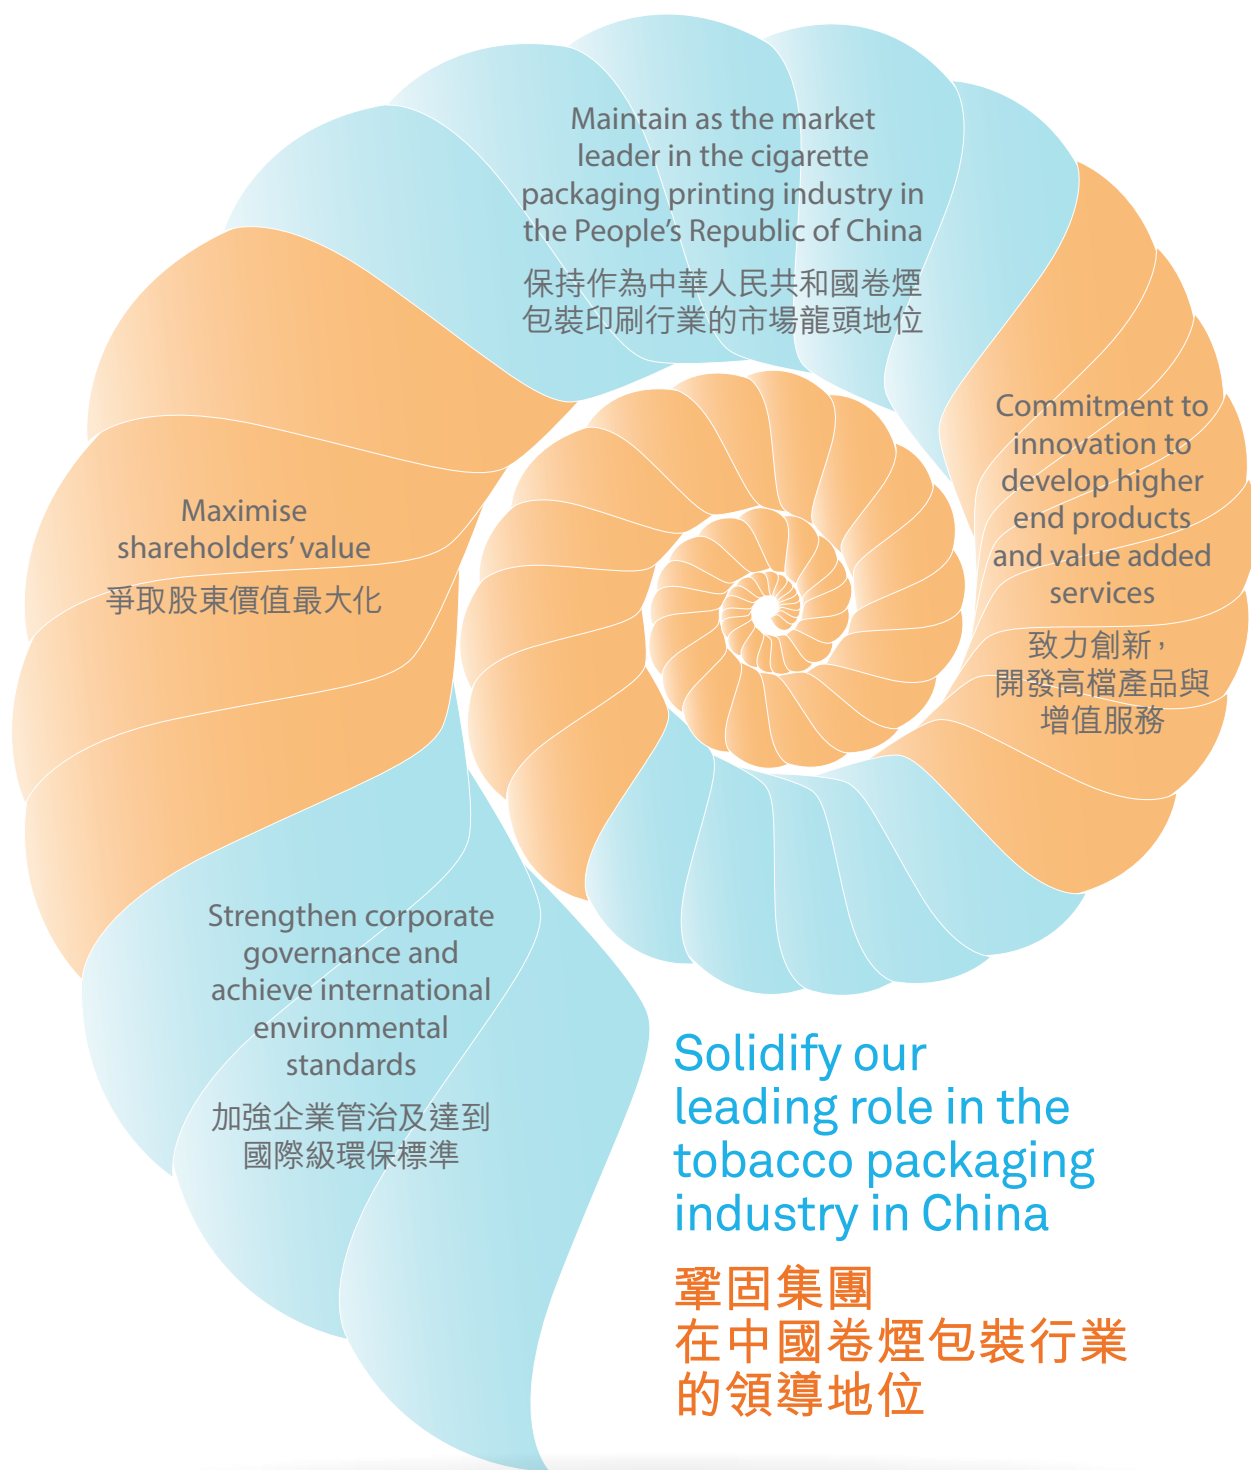 Maintain as the market
leader in the cigarette
packaging printing industry in
the People’s Republic of China
保持作為中華人民共和國卷煙
包裝印刷行業的市場龍頭地位
Commitment to
innovation to
develop higher
end products
and value added
services
致力創新，
開發高檔產品與
增值服務
Maximise
shareholders’ value
爭取股東價值最大化
Strengthen corporate
governance and
achieve international
environmental
standards
加強企業管治及達到
國際級環保標準
Solidify our
leading role in the
tobacco packaging
industry in China
鞏固集團
在中國卷煙包裝行業
的領導地位